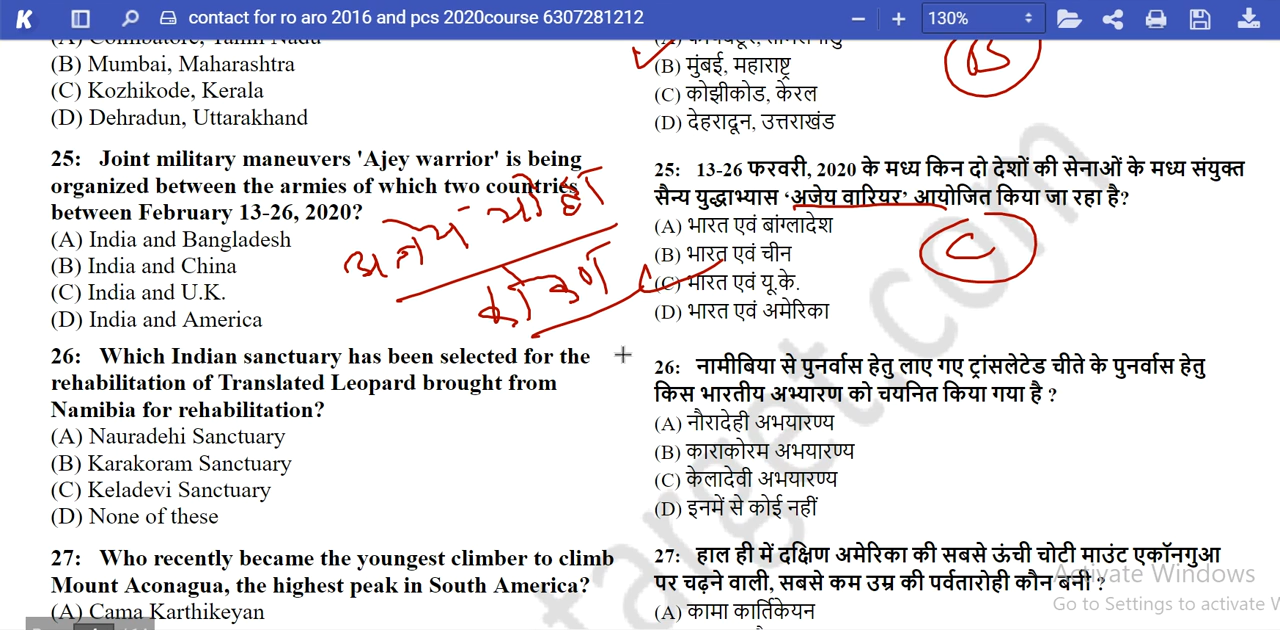 contact for ro aro 2016 and pcs 2020course 6307281212
130%
(B) Mumbai, Maharashtra
(C) Kozhikode, Kerala
(D) Dehradun, Uttarakhand
25: Joint military maneuvers 'Ajey warrior' is being
organized between the armies of which two countries
between February 13-26, 2020?
(A) India and Bangladesh
(B) India and China
(C) India and U.K.
(D) India and America
26: Which Indian sanctuary has been selected for the
rehabilitation of Translated Leopard brought from
Namibia for rehabilitation?
(A) Nauradehi Sanctuary
(B) Karakoram Sanctuary
(C) Keladevi Sanctuary
(D) None of these
27: Who recently became the youngest climber to climb
Mount Aconagua, the highest peak in South America?
(A) Cama Karthikeyan
(B) मुंबई, महाराष्ट्र
(C) कोझीकोड, केरल
(D) देहरादून, उत्तराखंड
B
25: 13-26 फरवरी, 2020 के मध्य किन दो देशों की सेनाओं के मध्य संयुक्त
सैन्य युद्धाभ्यास ‘अजेय वारियर’ आयोजित किया जा रहा है?
(A) भारत एवं बांग्लादेश
(B) भारत एवं चीन
(C) भारत एवं यू.के.
(D) भारत एवं अमेरिका
C
26: नामीबिया से पुनर्वास हेतु लाए गए ट्रांसलेटेड चीते के पुनर्वास हेतु
किस भारतीय अभ्यारण को चयनित किया गया है ?
(A) नौरादेही अभयारण्य
(B) काराकोरम अभयारण्य
(C) केलादेवी अभयारण्य
(D) इनमें से कोई नहीं
27: हाल ही में दक्षिण अमेरिका की सबसे ऊंची चोटी माउंट एकॉनगुआ
पर चढ़ने वाली, सबसे कम उम्र की पर्वतारोही कौन बनी ?
(A) कामा कार्तिकेयन
Activate Windows
Go to Settings to activate
target.com